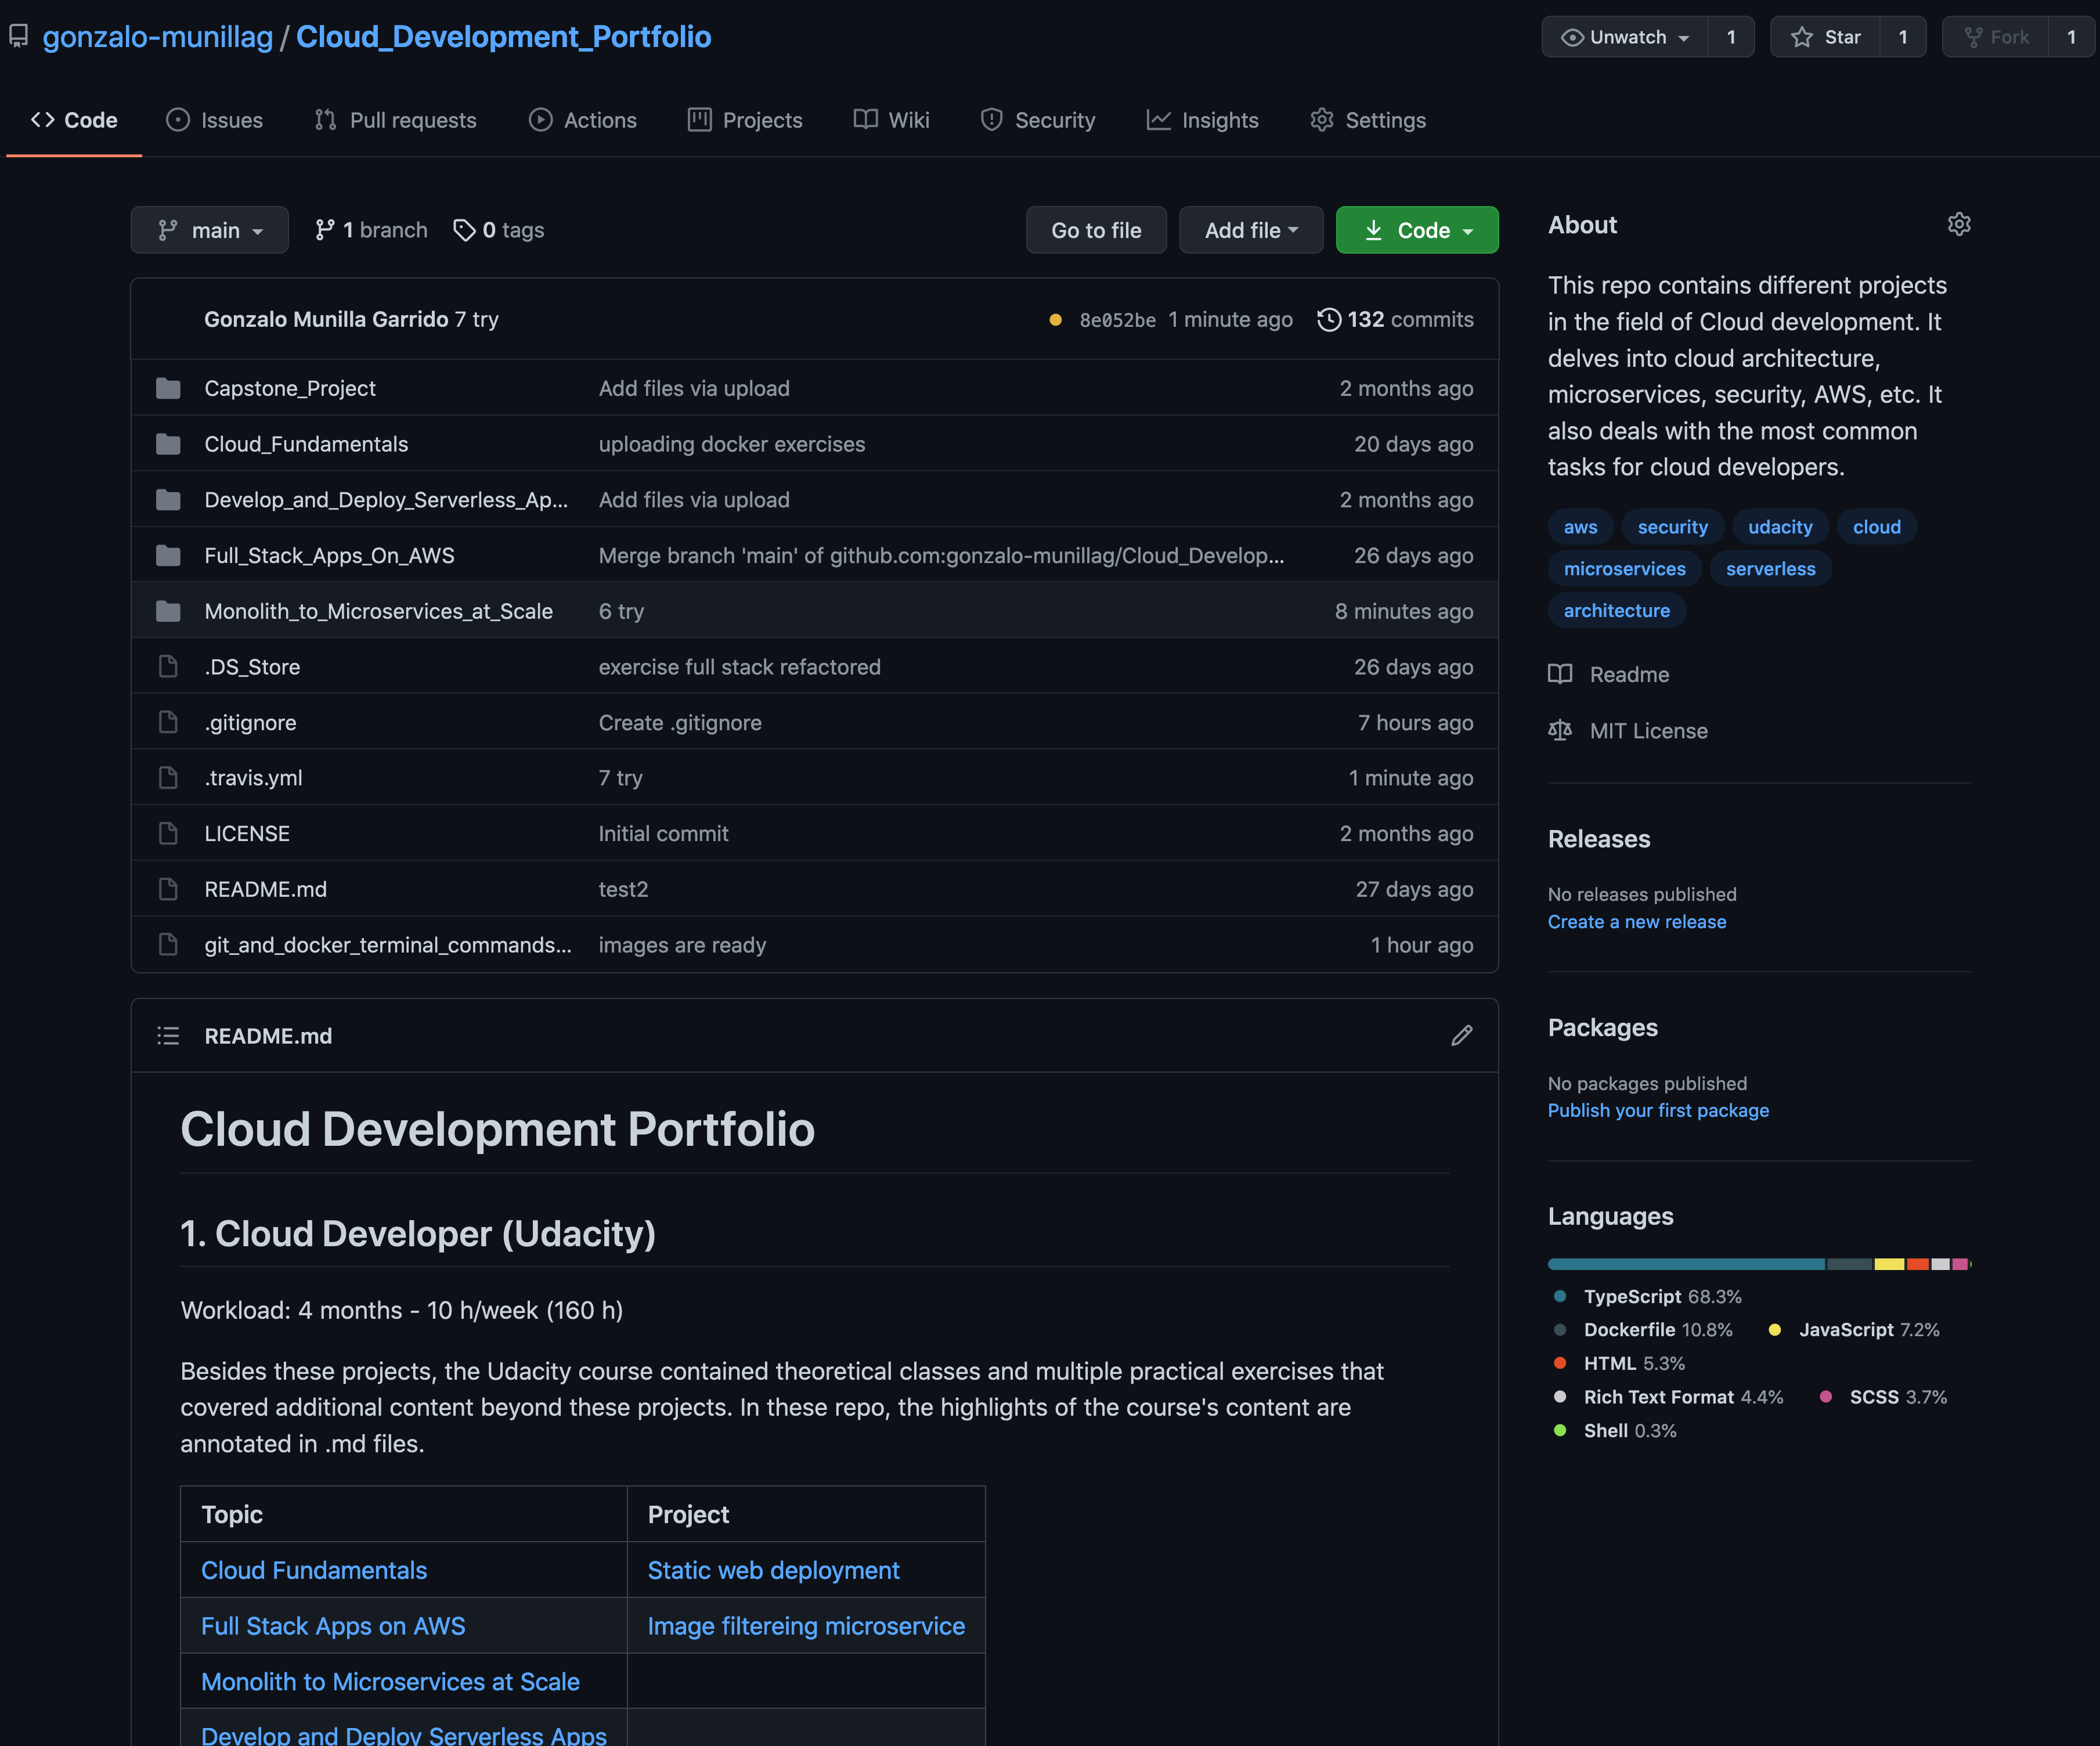 gonzalo-munillag / Cloud_Development_Portfolio
Unwatch 1 Star 1 Fork 1
Code Issues Pull requests Actions Projects Wiki Security Insights Settings
main 1 branch 0 tags Go to file Add file Code
Gonzalo Munilla Garrido 7 try 8e052be 1 minute ago 132 commits
Capstone_Project Add files via upload 2 months ago
Cloud_Fundamentals uploading docker exercises 20 days ago
Develop_and_Deploy_Serverless_Ap... Add files via upload 2 months ago
Full_Stack_Apps_On_AWS Merge branch 'main' of github.com:gonzalo-munillag/Cloud_Develop... 26 days ago
Monolith_to_Microservices_at_Scale 6 try 8 minutes ago
.DS_Store exercise full stack refactored 26 days ago
.gitignore Create .gitignore 7 hours ago
.travis.yml 7 try 1 minute ago
LICENSE Initial commit 2 months ago
README.md test2 27 days ago
git_and_docker_terminal_commands... images are ready 1 hour ago
README.md
Cloud Development Portfolio
1. Cloud Developer (Udacity)
Workload: 4 months - 10 h/week (160 h)
Besides these projects, the Udacity course contained theoretical classes and multiple practical exercises that
covered additional content beyond these projects. In these repo, the highlights of the course's content are
annotated in .md files.
Topic Project
Cloud Fundamentals Static web deployment
Full Stack Apps on AWS Image filtereing microservice
Monolith to Microservices at Scale
Develop and Deploy Serverless Apps
About
This repo contains different projects
in the field of Cloud development. It
delves into cloud architecture,
microservices, security, AWS, etc. It
also deals with the most common
tasks for cloud developers.
aws security udacity cloud
microservices serverless
architecture
Readme
MIT License
Releases
No releases published
Create a new release
Packages
No packages published
Publish your first package
Languages
TypeScript 68.3%
Dockerfile 10.8% JavaScript 7.2%
HTML 5.3%
Rich Text Format 4.4% SCSS 3.7%
Shell 0.3%